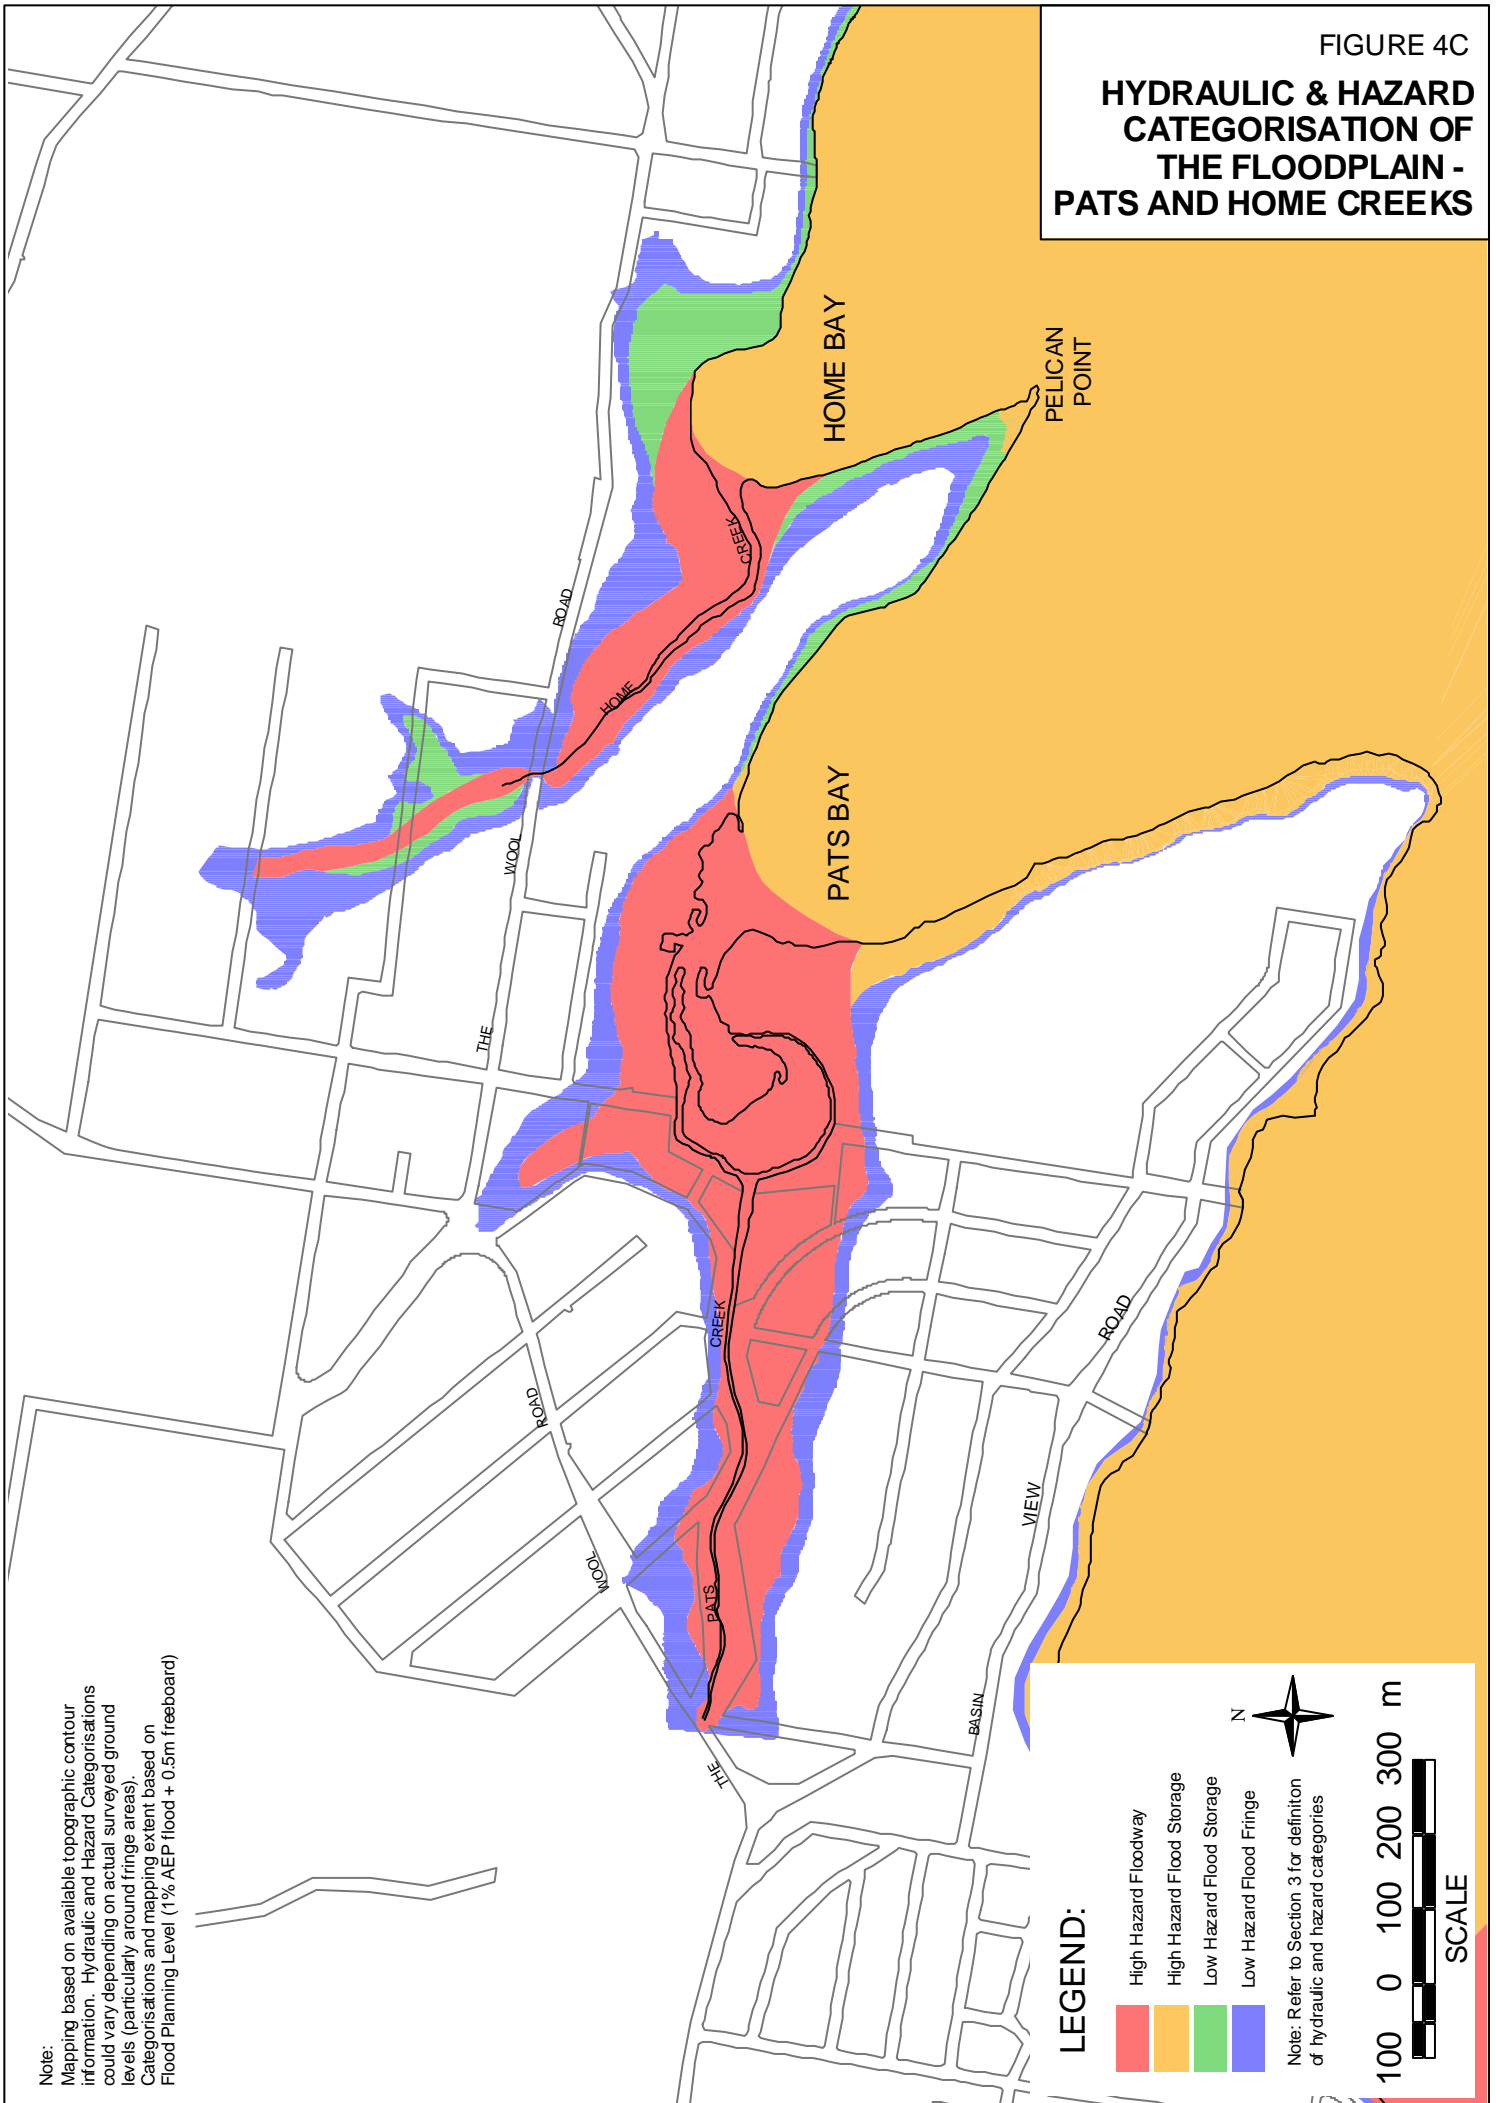 FIGURE 4C
HYDRAULIC & HAZARD
CATEGORISATION OF
THE FLOODPLAIN -
PATS AND HOME CREEKS
HOME BAY
PELICAN
POINT
PATS BAY
CREEK
HOME
ROAD
WOOL
THE
CREEK
PATS
ROAD
WOOL
THE
ROAD
VIEW
BASIN
Note:
Mapping based on available topographic contour
information. Hydraulic and Hazard Categorisations
could vary depending on actual surveyed ground
levels (particularly around fringe areas).
Categorisations and mapping extent based on
Flood Planning Level (1% AEP flood + 0.5m freeboard)
LEGEND:
High Hazard Floodway
High Hazard Flood Storage
Low Hazard Flood Storage
Low Hazard Flood Fringe
Note: Refer to Section 3 for definiton
of hydraulic and hazard categories
N
100 0 100 200 300 m
SCALE